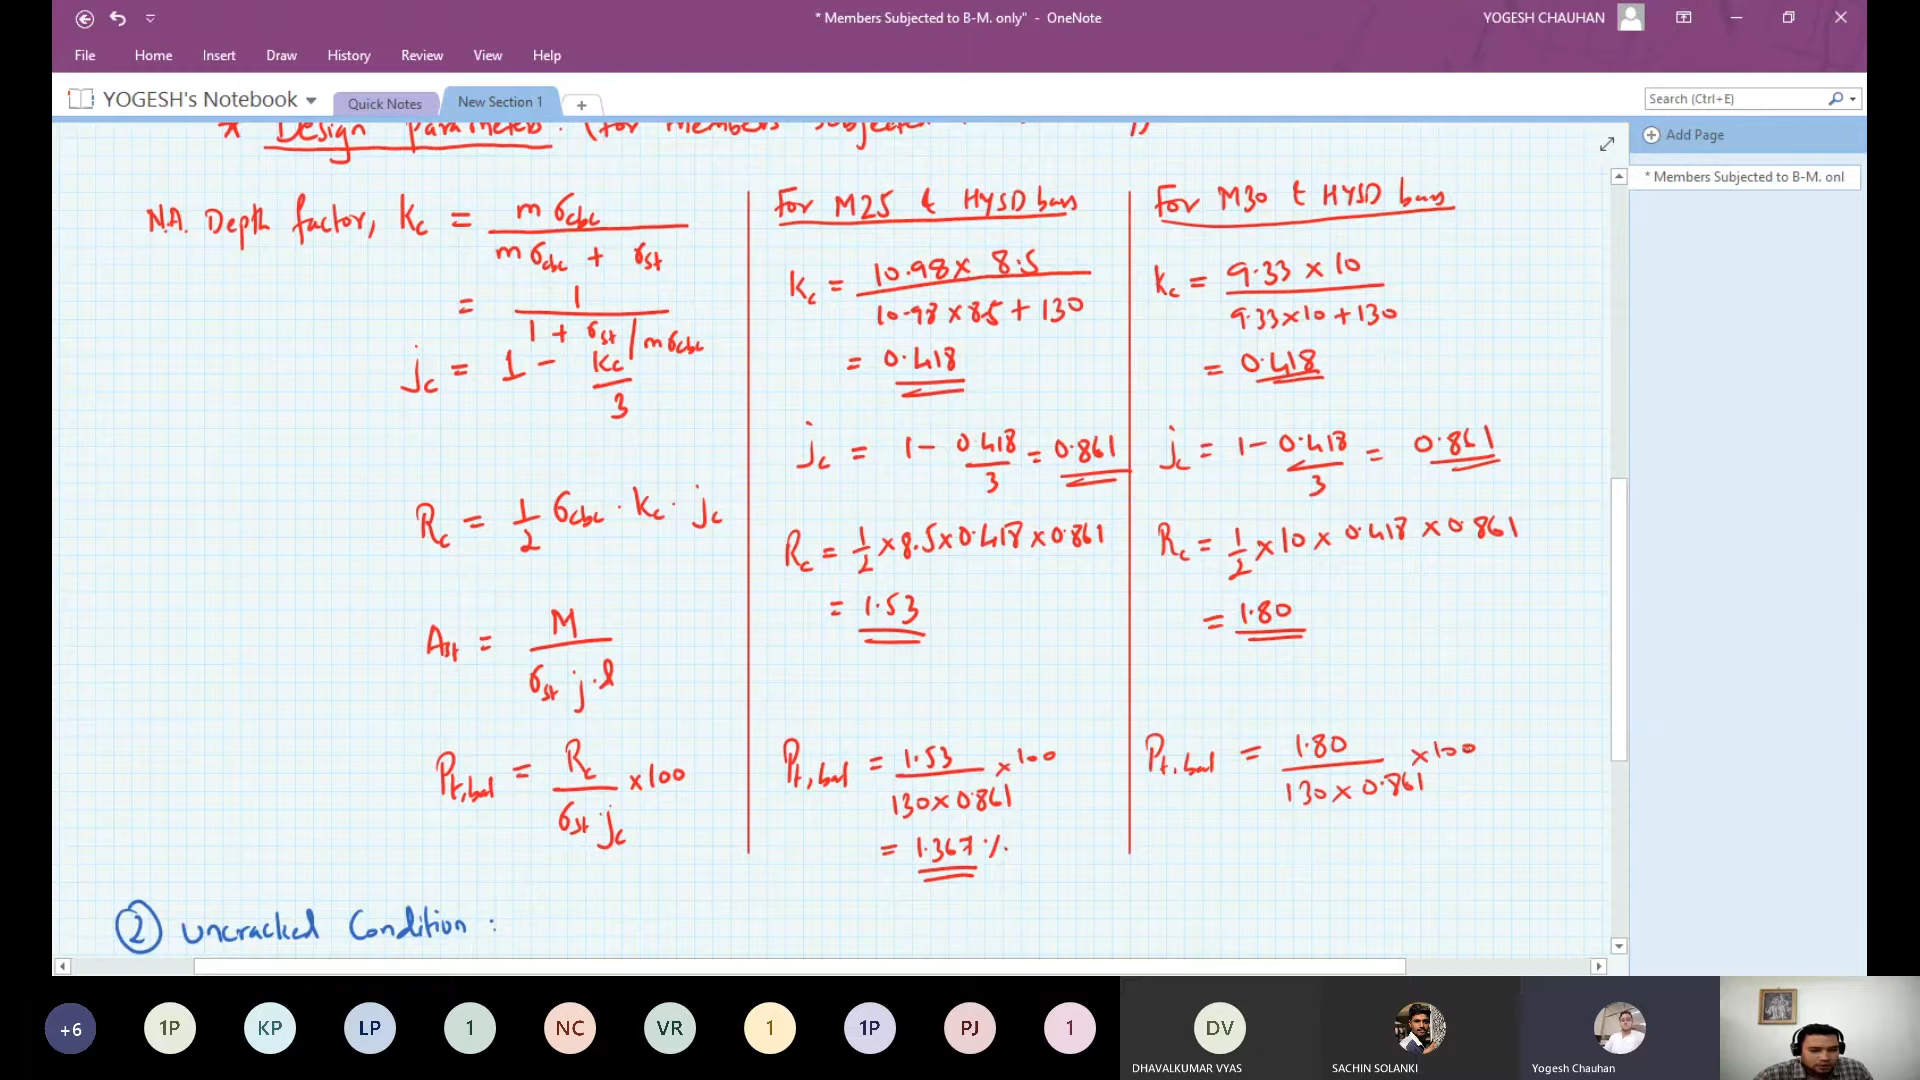 * Members Subjected to B-M. only" - OneNote
YOGESH CHAUHAN
File Home Insert Draw History Review View Help
YOGESH's Notebook
Quick Notes
New Section 1
Search (Ctrl+E)
Add Page
* Members Subjected to B-M. onl
* Design parameters : (for members subjected
N.A. Depth factor, Kc = m σcbc / (m σcbc + σst)
= 1 / (1 + σst / m σcbc)
jc = 1 - Kc / 3
Rc = 1/2 σcbc · Kc · jc
Ast = M / (σst j·d)
Pt,bal = Rc / (σst jc) × 100
For M25 & HYSD bars
Kc = 10.98 × 8.5 / (10.98 × 8.5 + 130)
= 0.418
jc = 1 - 0.418 / 3 = 0.861
Rc = 1/2 × 8.5 × 0.418 × 0.861
= 1.53
Pt,bal = 1.53 / (130 × 0.861) × 100
= 1.367 %.
For M30 & HYSD bars
Kc = 9.33 × 10 / (9.33 × 10 + 130)
= 0.418
jc = 1 - 0.418 / 3 = 0.861
Rc = 1/2 × 10 × 0.418 × 0.861
= 1.80
Pt,bal = 1.80 / (130 × 0.861) × 100
2 Uncracked Condition :
+6
1P
KP
LP
1
NC
VR
1
1P
PJ
1
DV
DHAVALKUMAR VYAS
SACHIN SOLANKI
Yogesh Chauhan